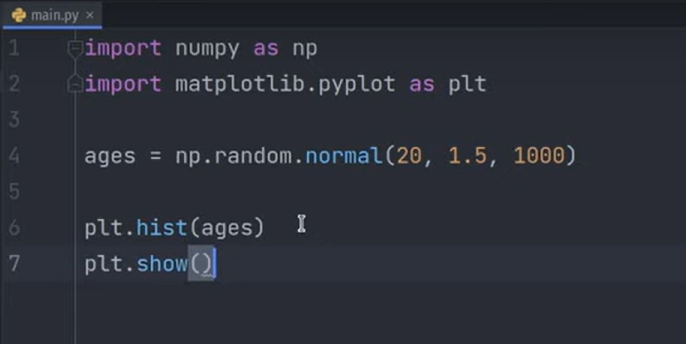 main.py ×
1 import numpy as np
2 import matplotlib.pyplot as plt
3
4 ages = np.random.normal(20, 1.5, 1000)
5
6 plt.hist(ages)
7 plt.show()